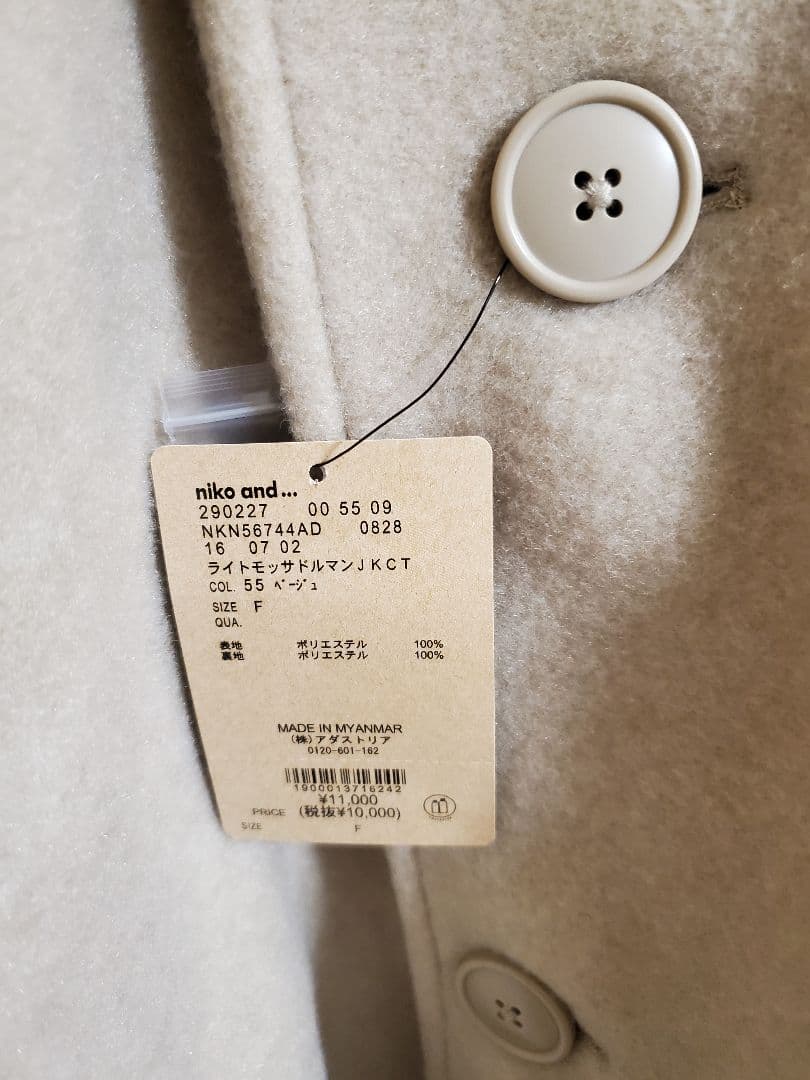 niko and...
290227 00 55 09
NKN56744AD 0828
16 07 02
ライトモッサドルマンJKCT
COL. 55 ベージュ
SIZE F
QUA.
表地 ポリエステル 100%
裏地 ポリエステル 100%
MADE IN MYANMAR
(株)アダストリア
0120-601-162
1900013716242
¥11,000
PRICE (税抜¥10,000)
SIZE F